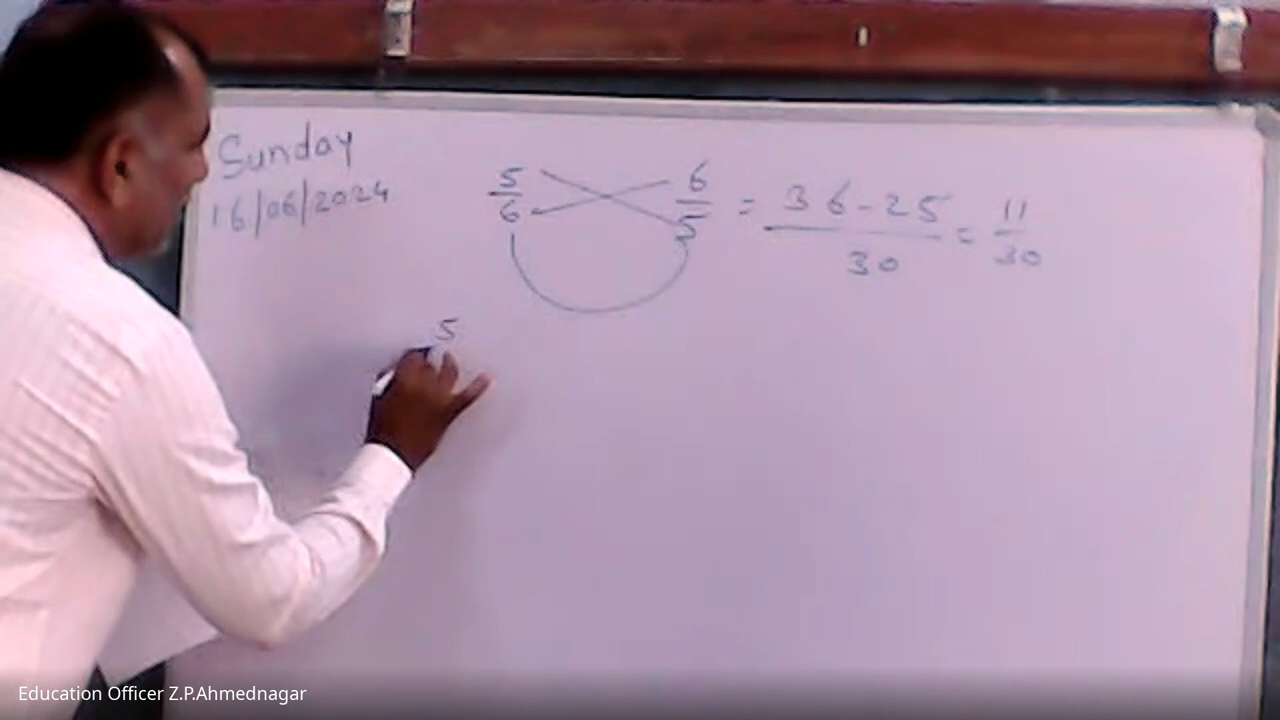 Sunday
16/06/2024
5/6 6/5 = 36-25/30 = 11/30
5
Education Officer Z.P.Ahmednagar